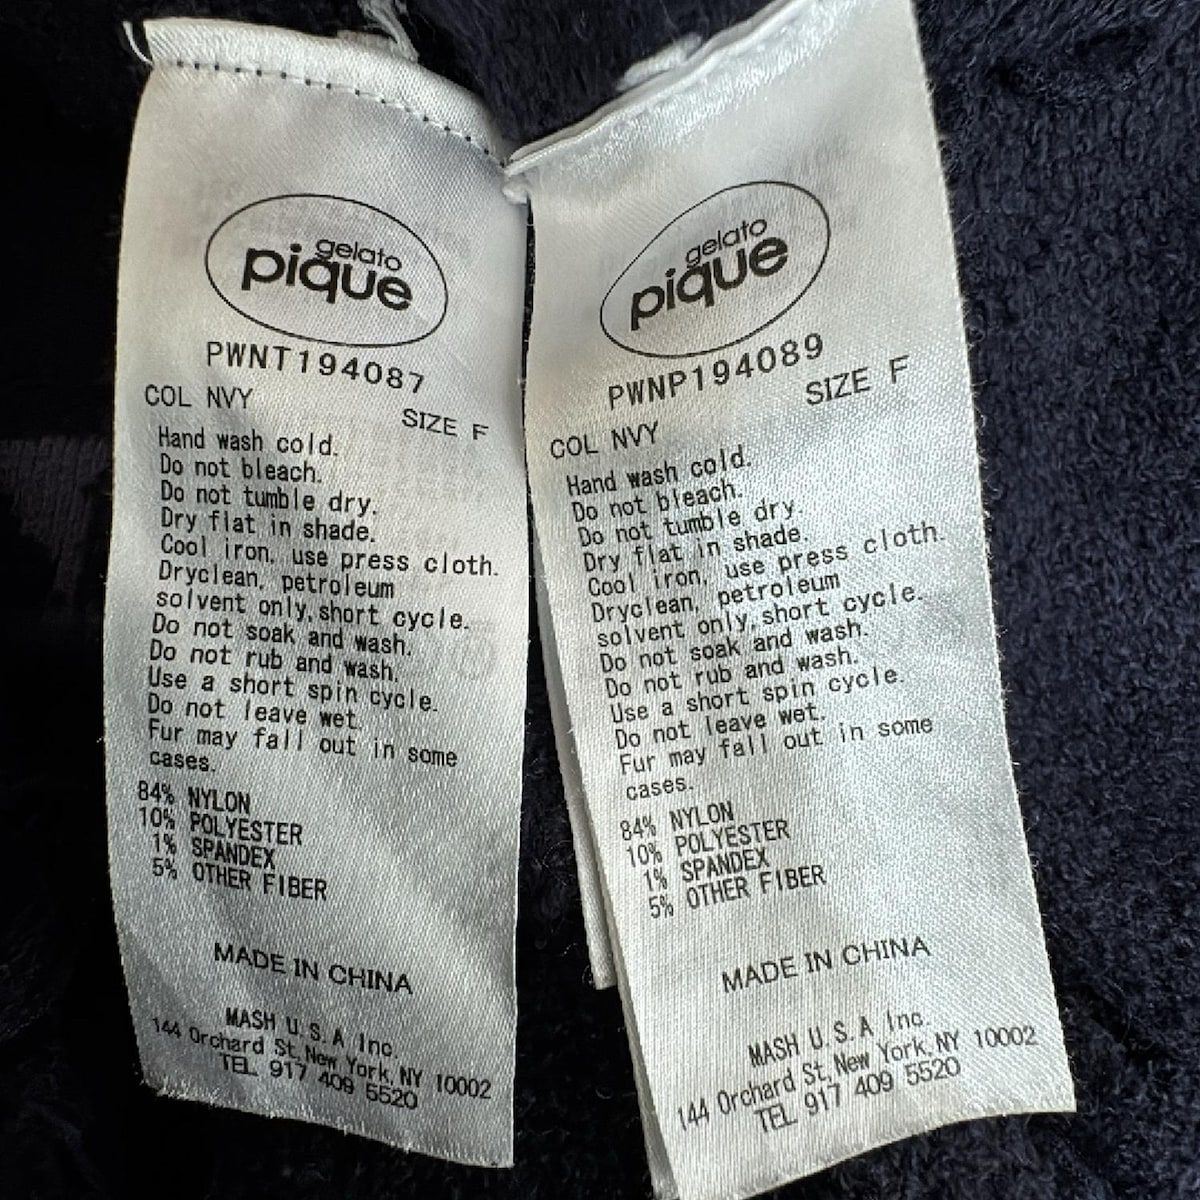 gelato
pique
PWNT194087
COL NVY
SIZE F
Hand wash cold.
Do not bleach.
Do not tumble dry.
Dry flat in shade.
Cool iron, use press cloth.
Dryclean, petroleum
solvent only, short cycle.
Do not soak and wash.
Do not rub and wash.
Use a short spin cycle.
Do not leave wet.
Fur may fall out in some
cases.
84% NYLON
10% POLYESTER
1% SPANDEX
5% OTHER FIBER
MADE IN CHINA
MASH U.S.A Inc.
144 Orchard St, New York, NY 10002
TEL 917 409 5520
gelato
pique
PWNP194089
SIZE F
COL NVY
Hand wash cold.
Do not bleach.
Do not tumble dry.
Dry flat in shade.
Cool iron, use press cloth.
Dryclean, petroleum
solvent only, short cycle.
Do not soak and wash.
Do not rub and wash.
Use a short spin cycle.
Do not leave wet.
Fur may fall out in some
cases.
84% NYLON
10% POLYESTER
1% SPANDEX
5% OTHER FIBER
MADE IN CHINA
MASH U.S.A Inc.
144 Orchard St, New York, NY 10002
TEL 917 409 5520